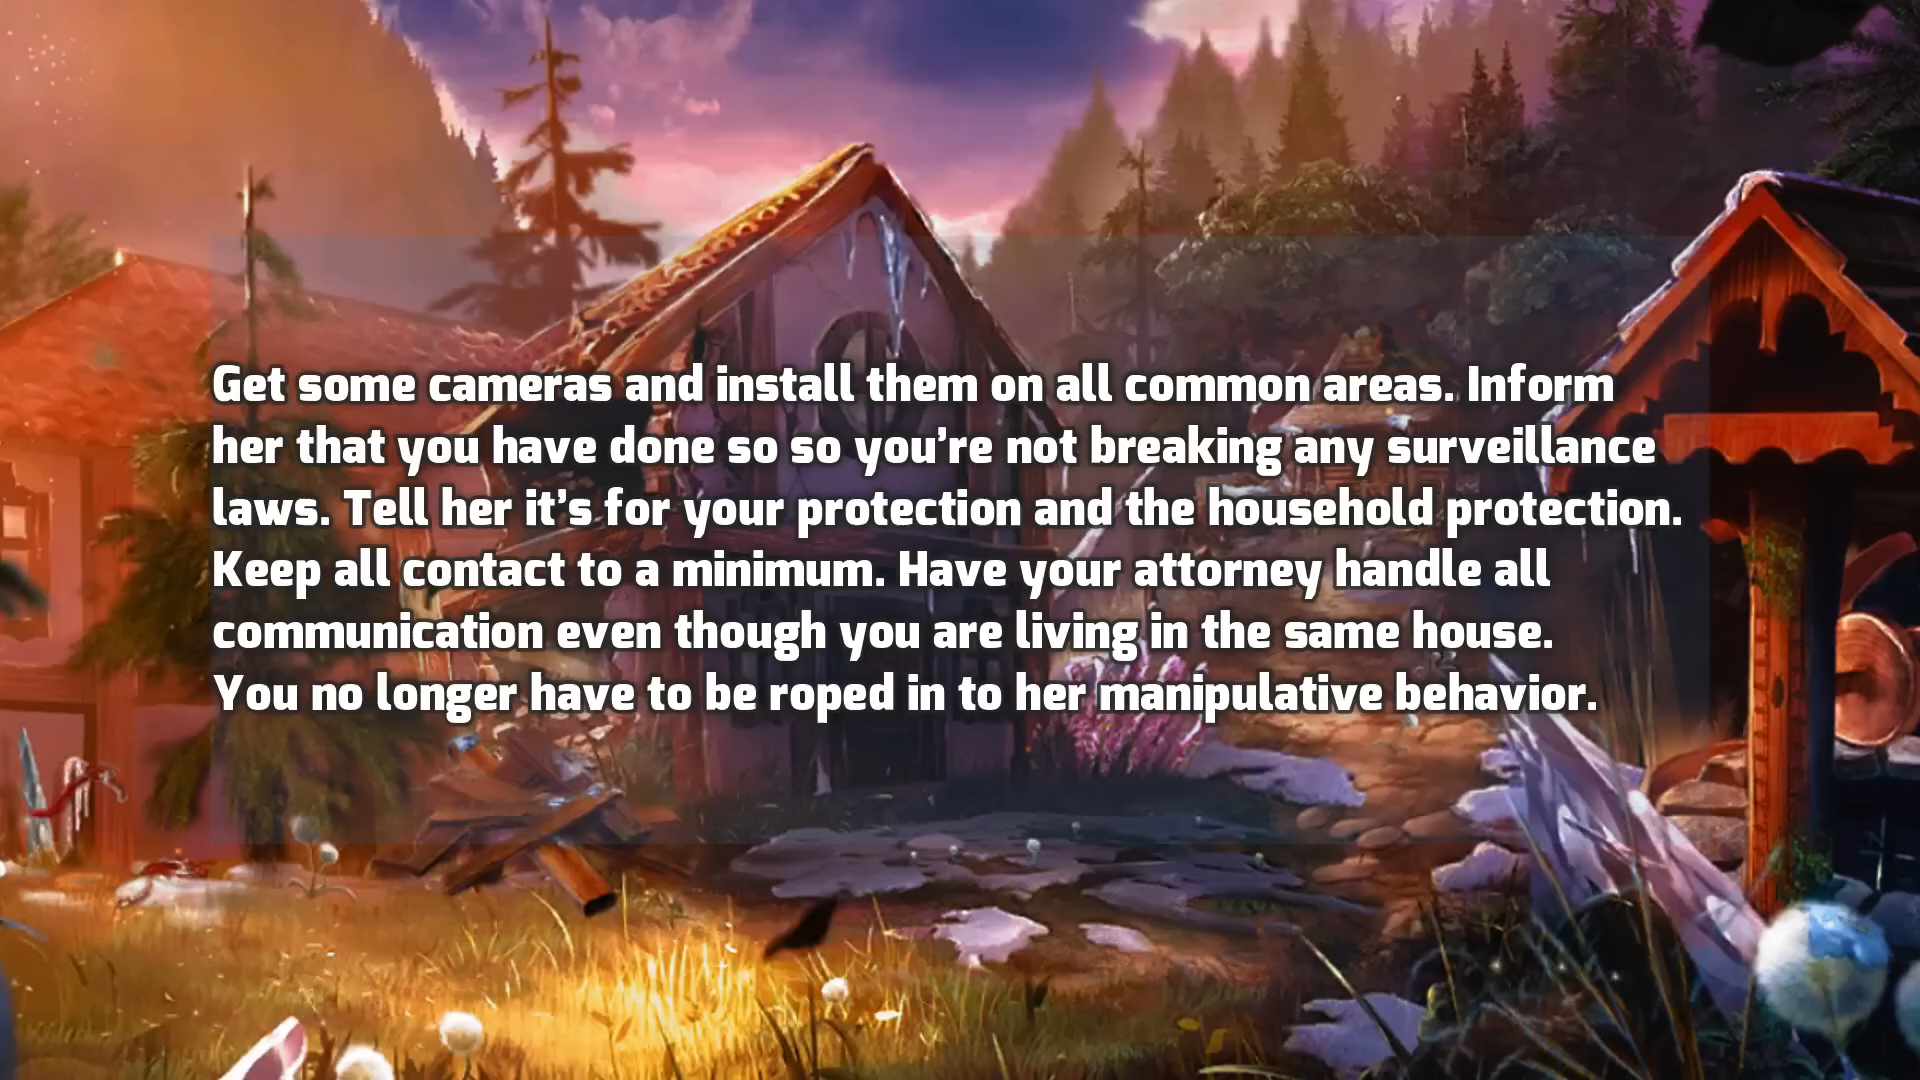 Get some cameras and install them on all common areas. Inform
her that you have done so so you’re not breaking any surveillance
laws. Tell her it’s for your protection and the household protection.
Keep all contact to a minimum. Have your attorney handle all
communication even though you are living in the same house.
You no longer have to be roped in to her manipulative behavior.